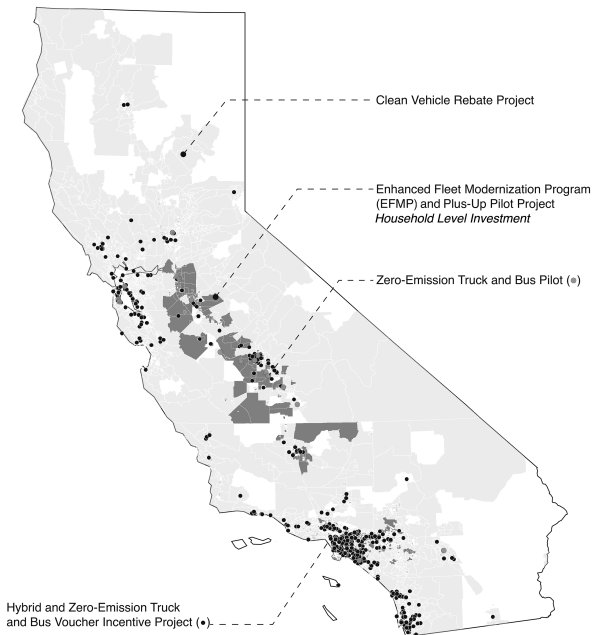 Clean Vehicle Rebate Project
Enhanced Fleet Modernization Program
(EFMP) and Plus-Up Pilot Project
Household Level Investment
Zero-Emission Truck and Bus Pilot (●)
Hybrid and Zero-Emission Truck
and Bus Voucher Incentive Project (●)